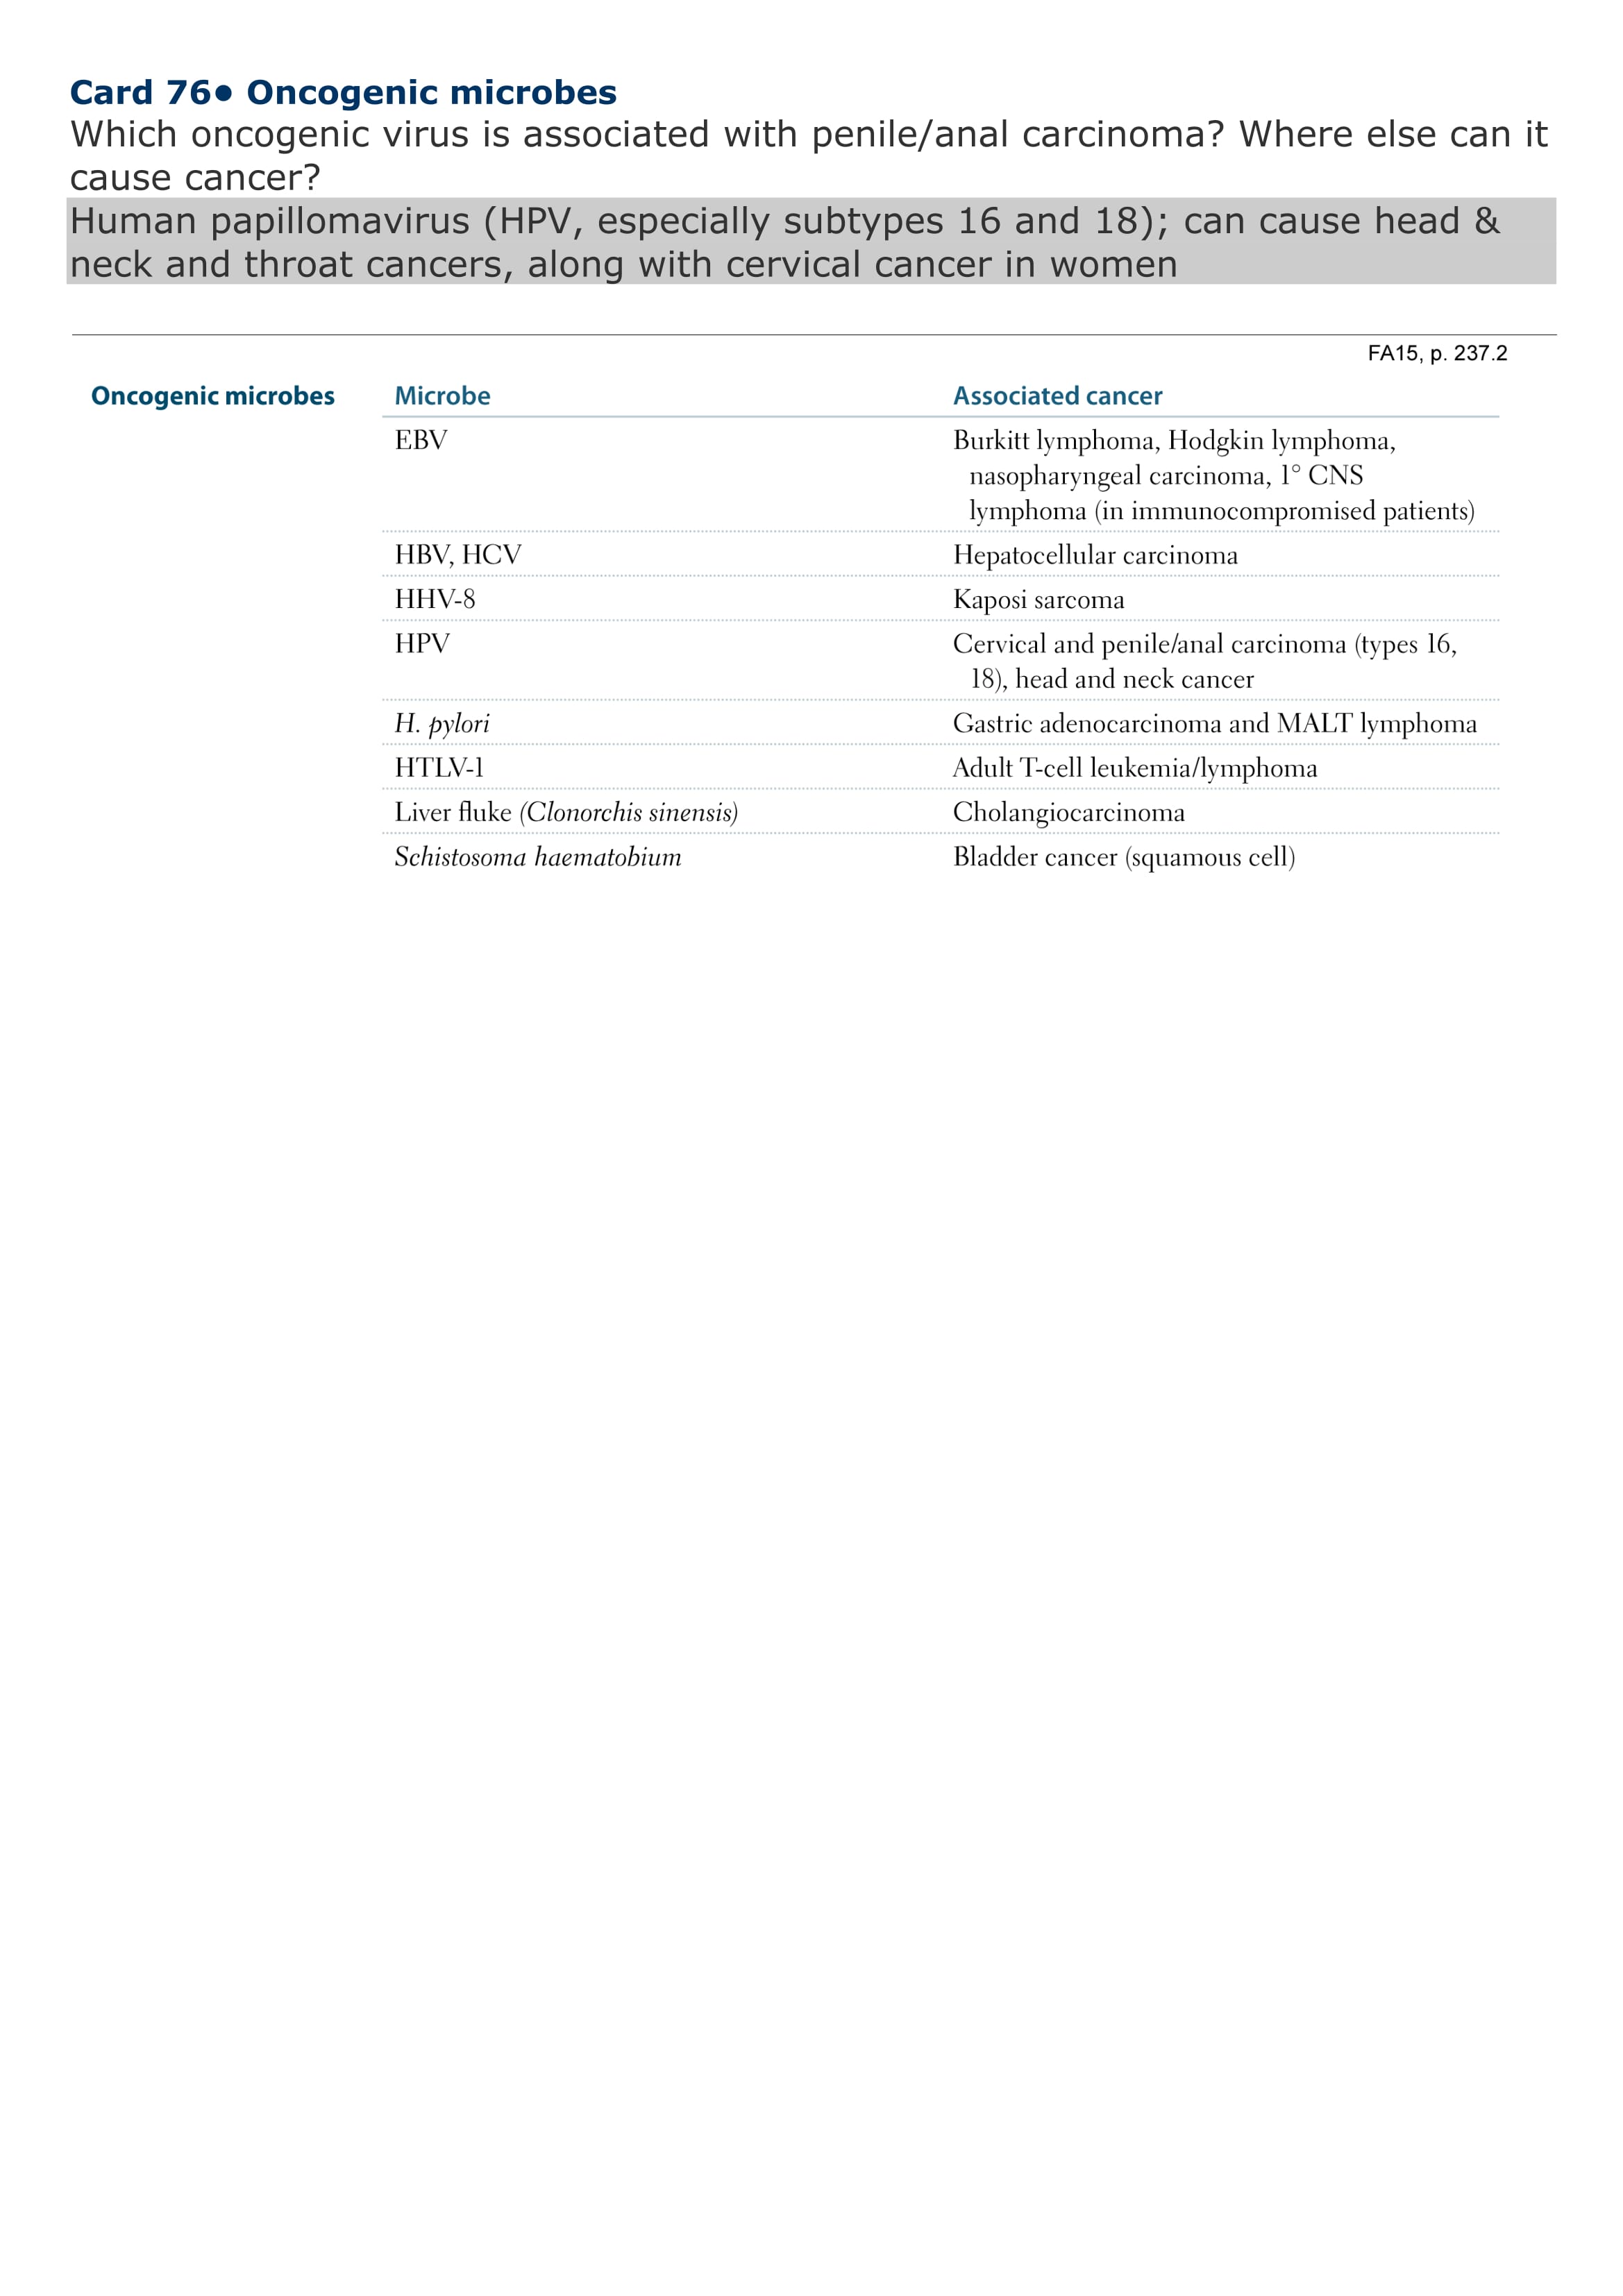 Card 76● Oncogenic microbes
Which oncogenic virus is associated with penile/anal carcinoma? Where else can it
cause cancer?
Human papillomavirus (HPV, especially subtypes 16 and 18); can cause head &
neck and throat cancers, along with cervical cancer in women
FA15, p. 237.2
Oncogenic microbes Microbe Associated cancer
EBV Burkitt lymphoma, Hodgkin lymphoma,
nasopharyngeal carcinoma, 1° CNS
lymphoma (in immunocompromised patients)
HBV, HCV Hepatocellular carcinoma
HHV-8 Kaposi sarcoma
HPV Cervical and penile/anal carcinoma (types 16,
18), head and neck cancer
H. pylori Gastric adenocarcinoma and MALT lymphoma
HTLV-1 Adult T-cell leukemia/lymphoma
Liver fluke (Clonorchis sinensis) Cholangiocarcinoma
Schistosoma haematobium Bladder cancer (squamous cell)